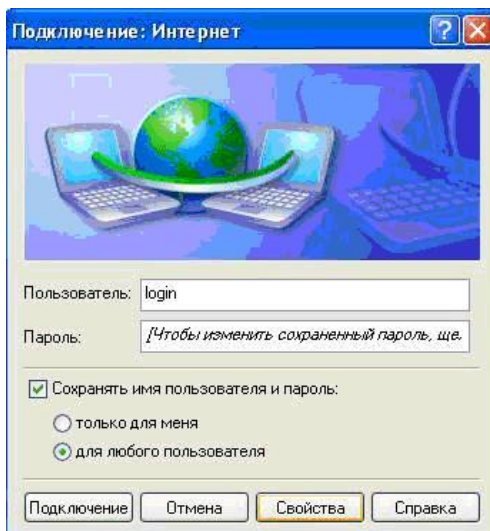 Подключение: Интернет
Пользователь: login
Пароль: [Чтобы изменить сохраненный пароль, ще.
Сохранять имя пользователя и пароль:
только для меня
для любого пользователя
Подключение Отмена Свойства Справка